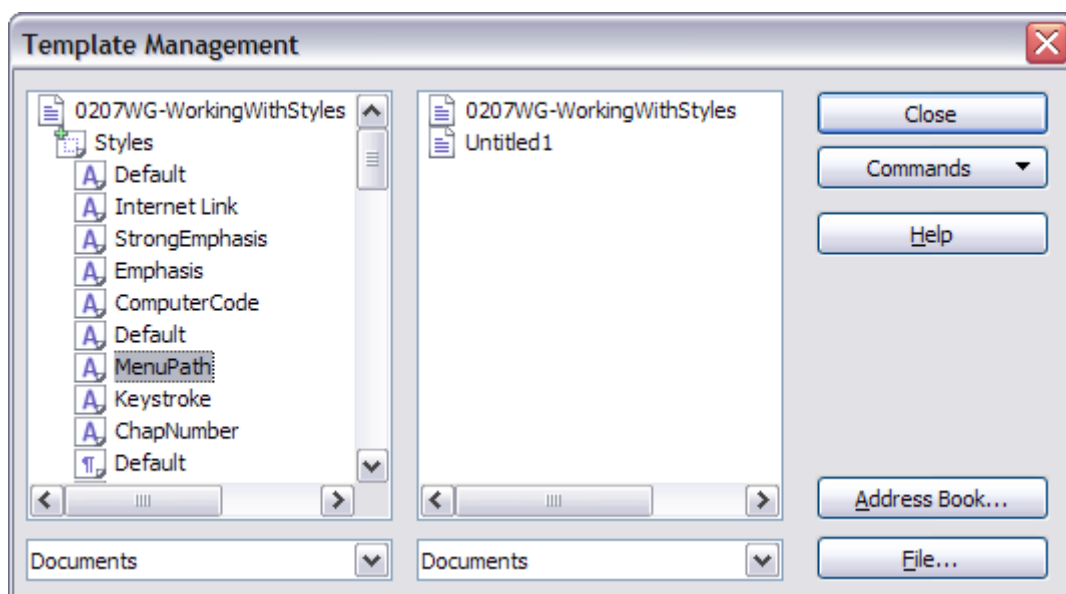 Template Management
0207WG-WorkingWithStyles
Styles
Default
Internet Link
StrongEmphasis
Emphasis
ComputerCode
Default
MenuPath
Keystroke
ChapNumber
Default
Documents
0207WG-WorkingWithStyles
Untitled1
Documents
Close
Commands
Help
Address Book...
File...